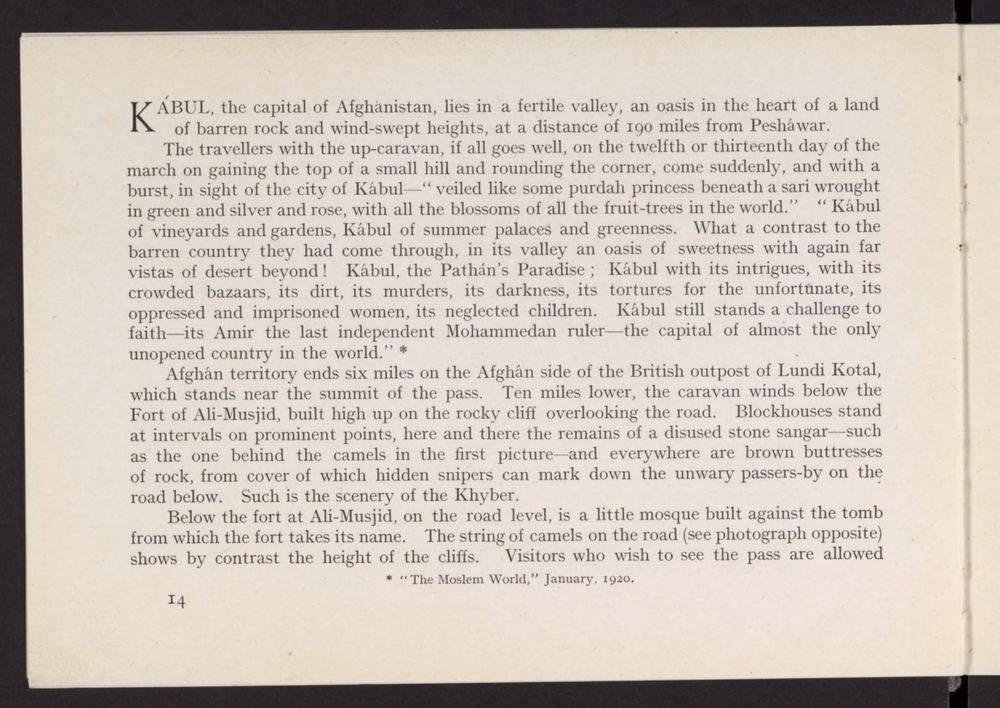 KÁBUL, the capital of Afghánistan, lies in a fertile valley, an oasis in the heart of a land
of barren rock and wind-swept heights, at a distance of 190 miles from Pesháwar.
The travellers with the up-caravan, if all goes well, on the twelfth or thirteenth day of the
march on gaining the top of a small hill and rounding the corner, come suddenly, and with a
burst, in sight of the city of Kábul—“ veiled like some purdah princess beneath a sari wrought
in green and silver and rose, with all the blossoms of all the fruit-trees in the world.” “ Kábul
of vineyards and gardens, Kábul of summer palaces and greenness. What a contrast to the
barren country they had come through, in its valley an oasis of sweetness with again far
vistas of desert beyond ! Kábul, the Pathán’s Paradise ; Kábul with its intrigues, with its
crowded bazaars, its dirt, its murders, its darkness, its tortures for the unfortunate, its
oppressed and imprisoned women, its neglected children. Kábul still stands a challenge to
faith—its Amir the last independent Mohammedan ruler—the capital of almost the only
unopened country in the world.” *
Afghán territory ends six miles on the Afghán side of the British outpost of Lundi Kotal,
which stands near the summit of the pass. Ten miles lower, the caravan winds below the
Fort of Ali-Musjid, built high up on the rocky cliff overlooking the road. Blockhouses stand
at intervals on prominent points, here and there the remains of a disused stone sangar—such
as the one behind the camels in the first picture—and everywhere are brown buttresses
of rock, from cover of which hidden snipers can mark down the unwary passers-by on the
road below. Such is the scenery of the Khyber.
Below the fort at Ali-Musjid, on the road level, is a little mosque built against the tomb
from which the fort takes its name. The string of camels on the road (see photograph opposite)
shows by contrast the height of the cliffs. Visitors who wish to see the pass are allowed
* “ The Moslem World,” January, 1920.
14